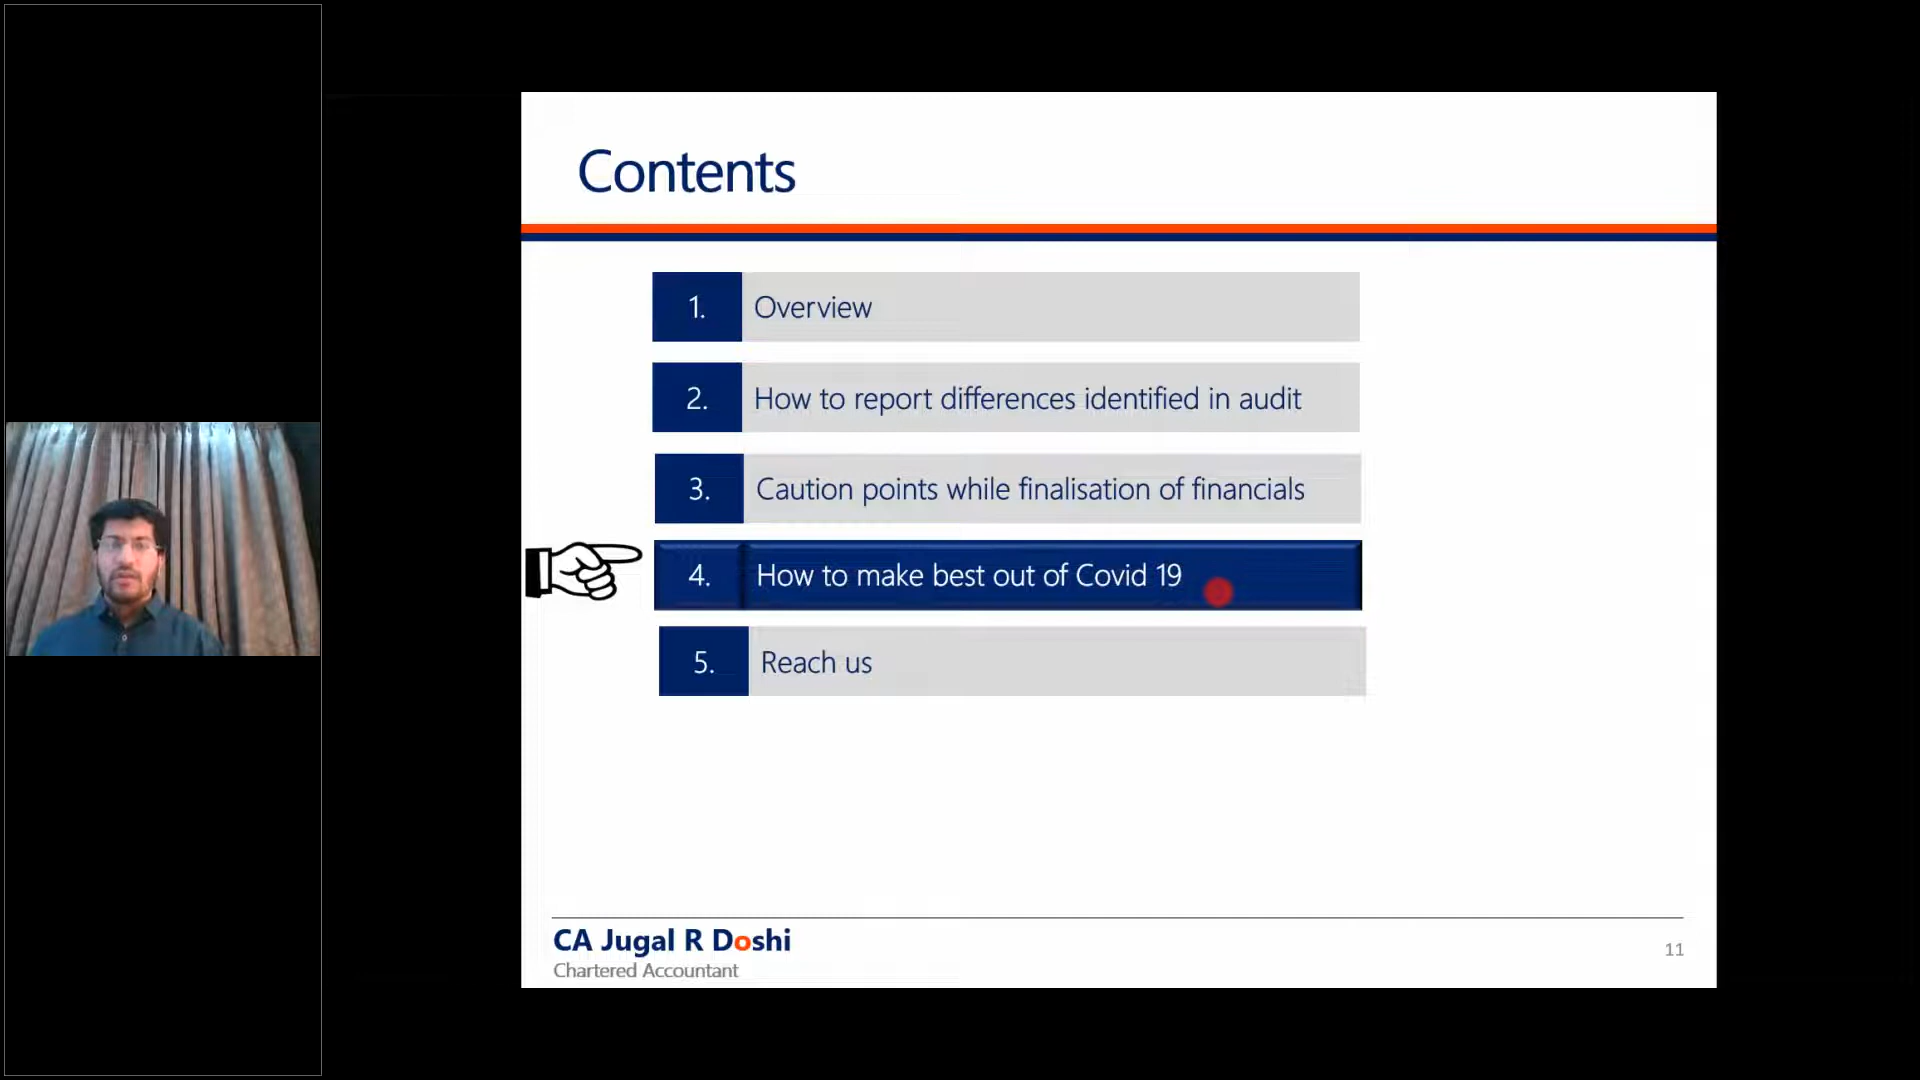 Contents
1. Overview
2. How to report differences identified in audit
3. Caution points while finalisation of financials
4. How to make best out of Covid 19
5. Reach us
CA Jugal R Doshi
Chartered Accountant
11